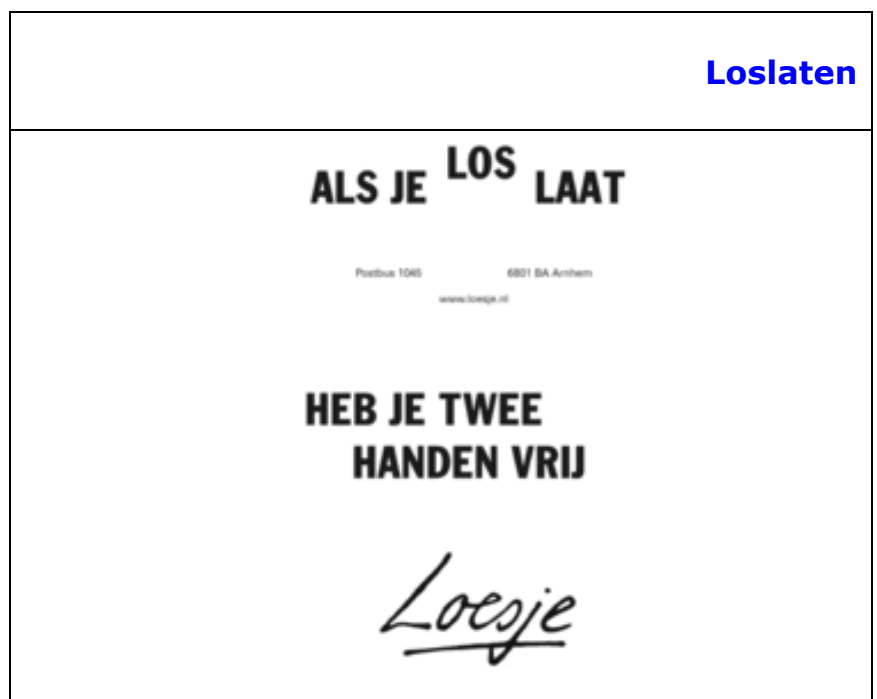 Loslaten
ALS JE LOS LAAT
Postbus 1045 6801 BA Arnhem
www.loesje.nl
HEB JE TWEE
HANDEN VRIJ
Loesje